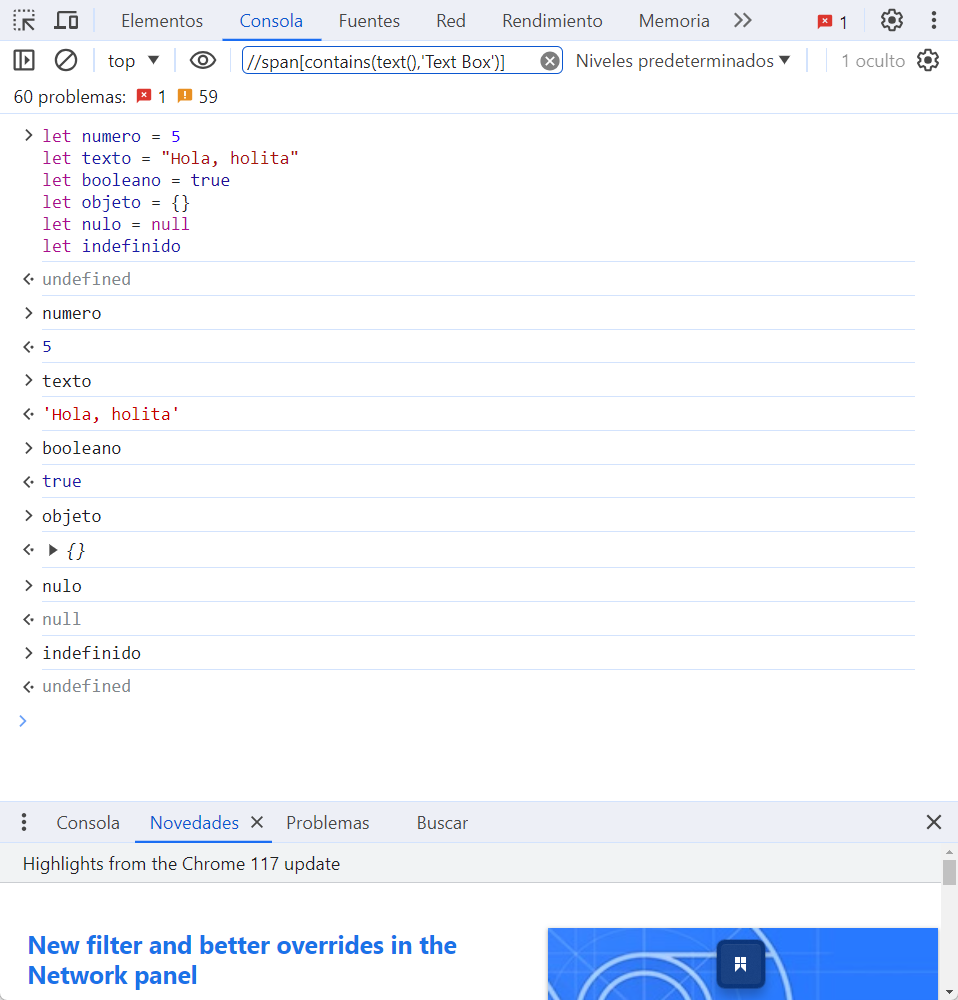 Elementos Consola Fuentes Red Rendimiento Memoria 1
top //span[contains(text(),'Text Box')] Niveles predeterminados 1 oculto
60 problemas: 1 59
let numero = 5
let texto = "Hola, holita"
let booleano = true
let objeto = {}
let nulo = null
let indefinido
undefined
numero
5
texto
'Hola, holita'
booleano
true
objeto
{}
nulo
null
indefinido
undefined
Consola Novedades Problemas Buscar
Highlights from the Chrome 117 update
New filter and better overrides in the
Network panel